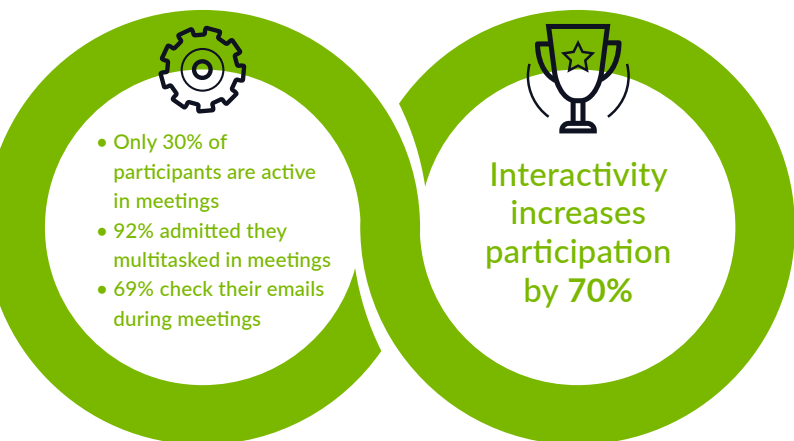 • Only 30% of
participants are active
in meetings
• 92% admitted they
multitasked in meetings
• 69% check their emails
during meetings
Interactivity
increases
participation
by 70%